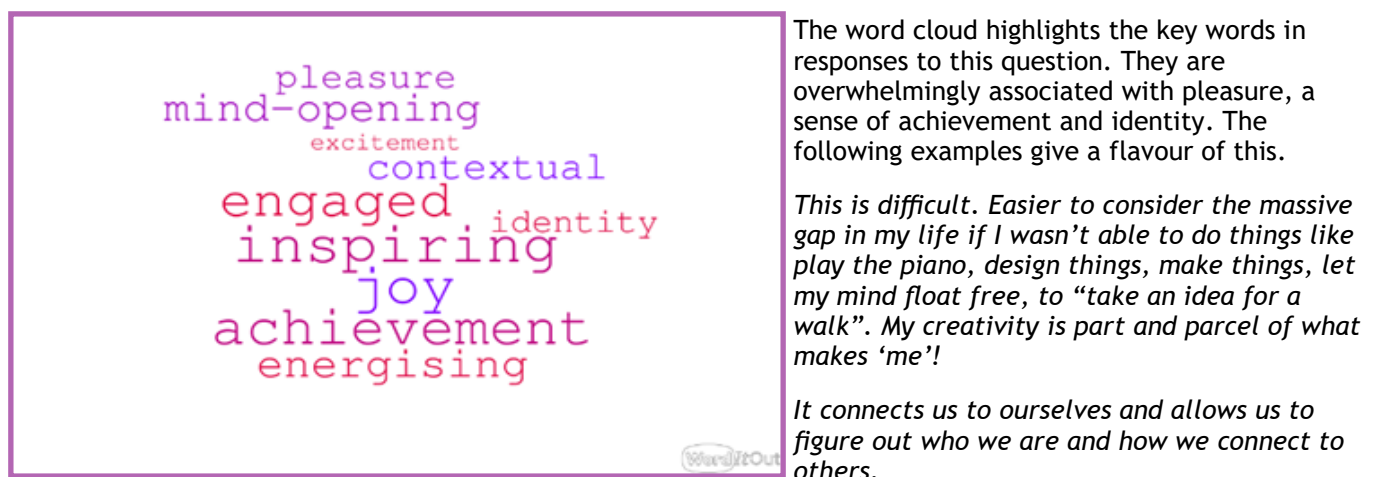 pleasure
mind-opening
excitement
contextual
engaged
identity
inspiring
joy
achievement
energising
WordItOut
The word cloud highlights the key words in
responses to this question. They are
overwhelmingly associated with pleasure, a
sense of achievement and identity. The
following examples give a flavour of this.
This is difficult. Easier to consider the massive
gap in my life if I wasn’t able to do things like
play the piano, design things, make things, let
my mind float free, to “take an idea for a
walk”. My creativity is part and parcel of what
makes ‘me’!
It connects us to ourselves and allows us to
figure out who we are and how we connect to
others.